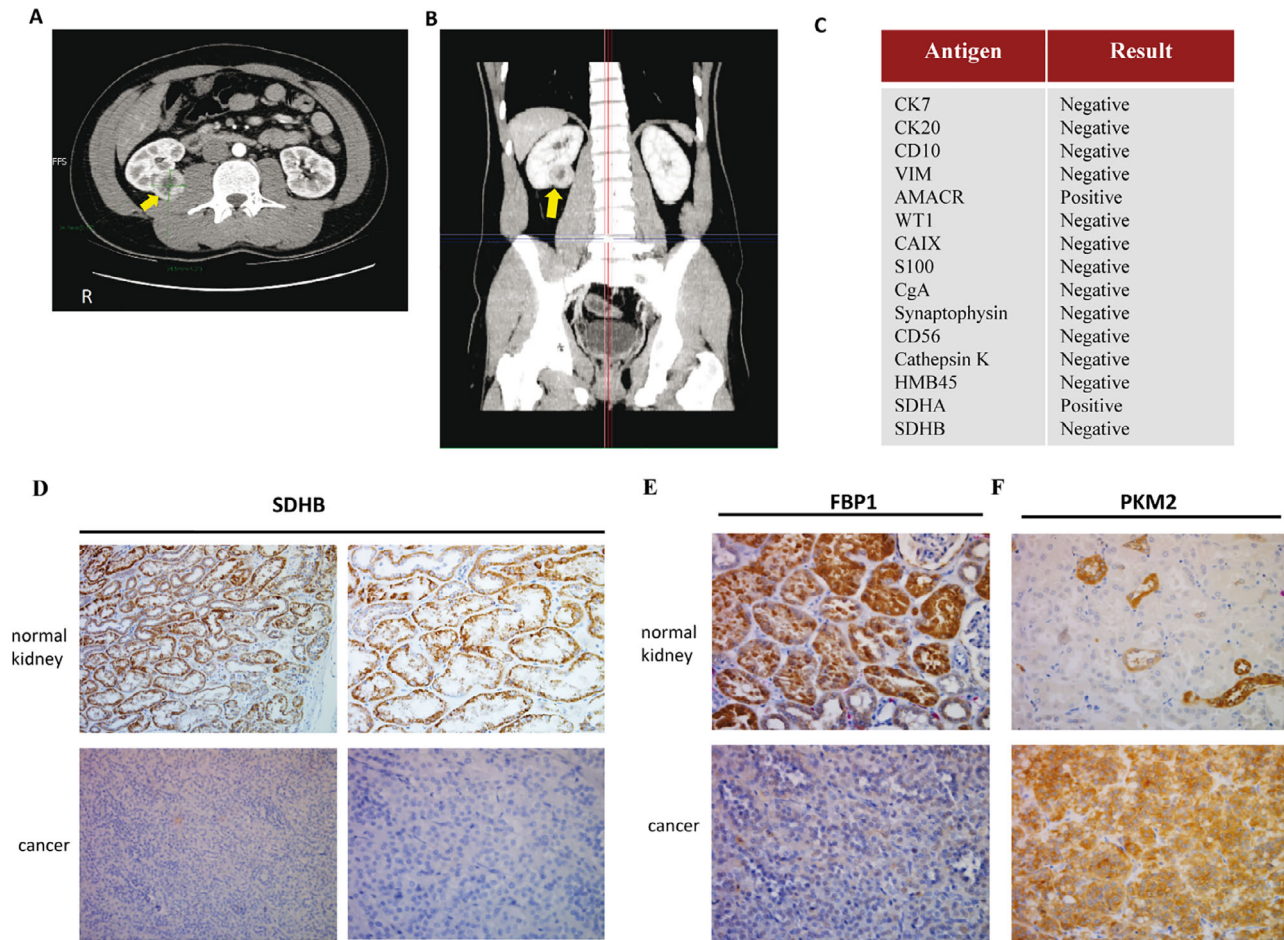 A
B
C
FPS
R
Antigen Result
CK7 Negative
CK20 Negative
CD10 Negative
VIM Negative
AMACR Positive
WT1 Negative
CAIX Negative
S100 Negative
CgA Negative
Synaptophysin Negative
CD56 Negative
Cathepsin K Negative
HMB45 Negative
SDHA Positive
SDHB Negative
D
SDHB
E
FBP1
F
PKM2
normal
kidney
normal
kidney
cancer
cancer